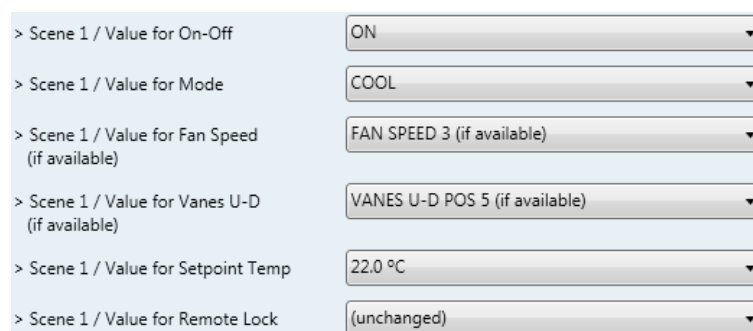 > Scene 1 / Value for On-Off ON
> Scene 1 / Value for Mode COOL
> Scene 1 / Value for Fan Speed FAN SPEED 3 (if available)
(if available)
> Scene 1 / Value for Vanes U-D VANES U-D POS 5 (if available)
(if available)
> Scene 1 / Value for Setpoint Temp 22.0 ºC
> Scene 1 / Value for Remote Lock (unchanged)